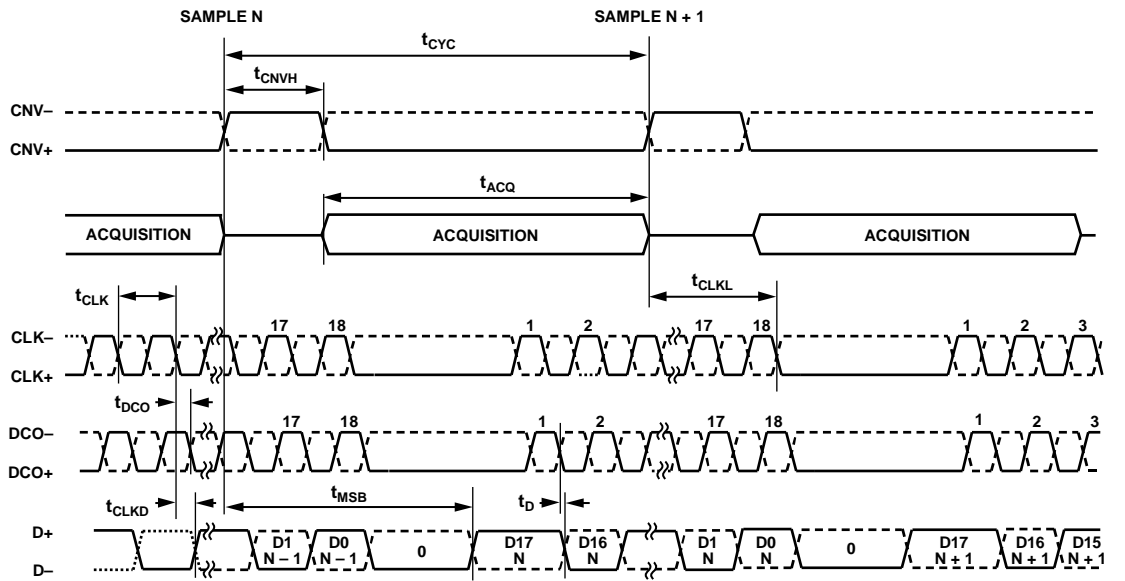 SAMPLE N SAMPLE N + 1
tCYC
tCNVH
CNV–
CNV+
tACQ
ACQUISITION ACQUISITION ACQUISITION
tCLK tCLKL
17 18 1 2 17 18 1 2 3
CLK–
CLK+
tDCO
17 18 1 2 17 18 1 2 3
DCO–
DCO+
tCLKD tMSB tD
D+
D1 D0 0 D17 D16 D1 D0 0 D17 D16 D15
N – 1 N – 1 N N N N N + 1 N + 1 N + 1
D–